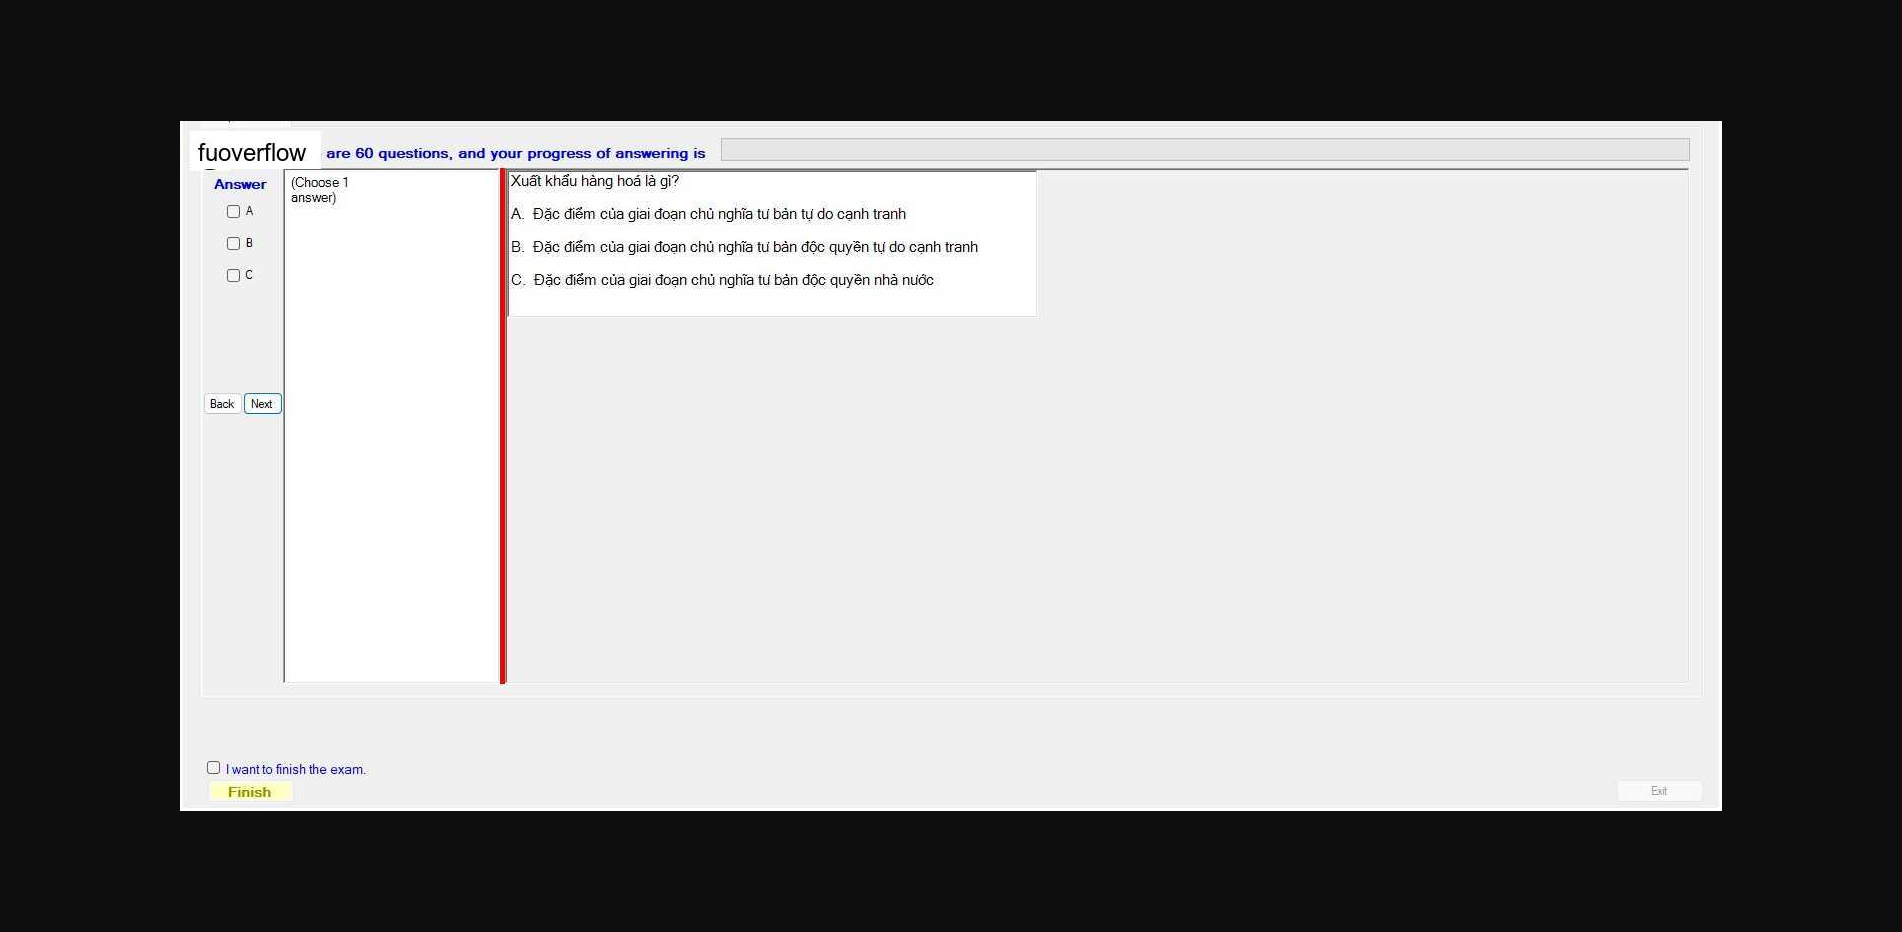 fuoverflow are 60 questions, and your progress of answering is
Answer
A
B
C
Back Next
(Choose 1
answer)
Xuất khẩu hàng hoá là gì?
A. Đặc điểm của giai đoạn chủ nghĩa tư bản tự do cạnh tranh
B. Đặc điểm của giai đoạn chủ nghĩa tư bản độc quyền tự do cạnh tranh
C. Đặc điểm của giai đoạn chủ nghĩa tư bản độc quyền nhà nước
I want to finish the exam.
Finish
Exit